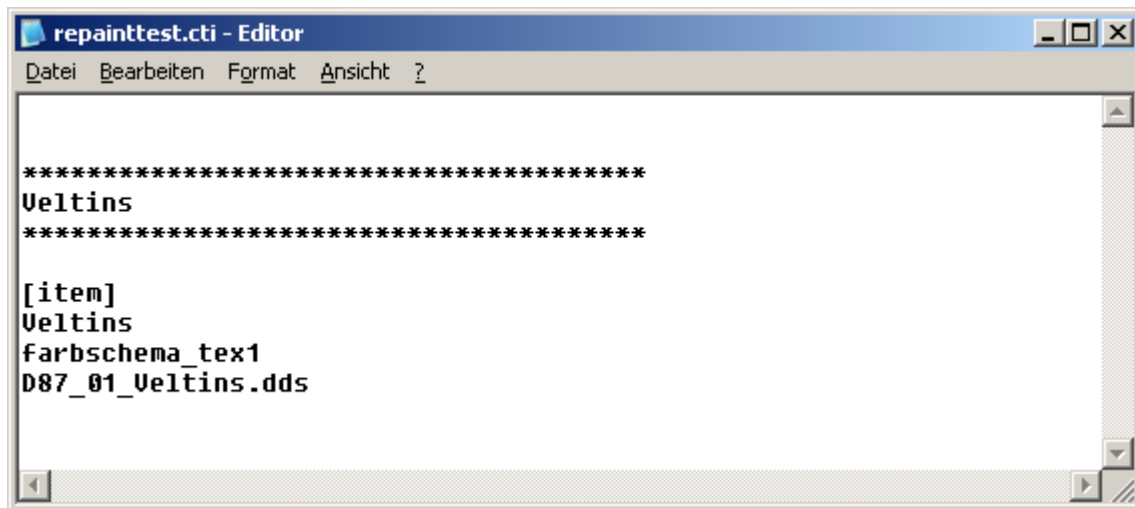 repainttest.cti - Editor
Datei Bearbeiten Format Ansicht ?
***************************************
Veltins
***************************************
[item]
Veltins
farbschema_tex1
D87_01_Veltins.dds